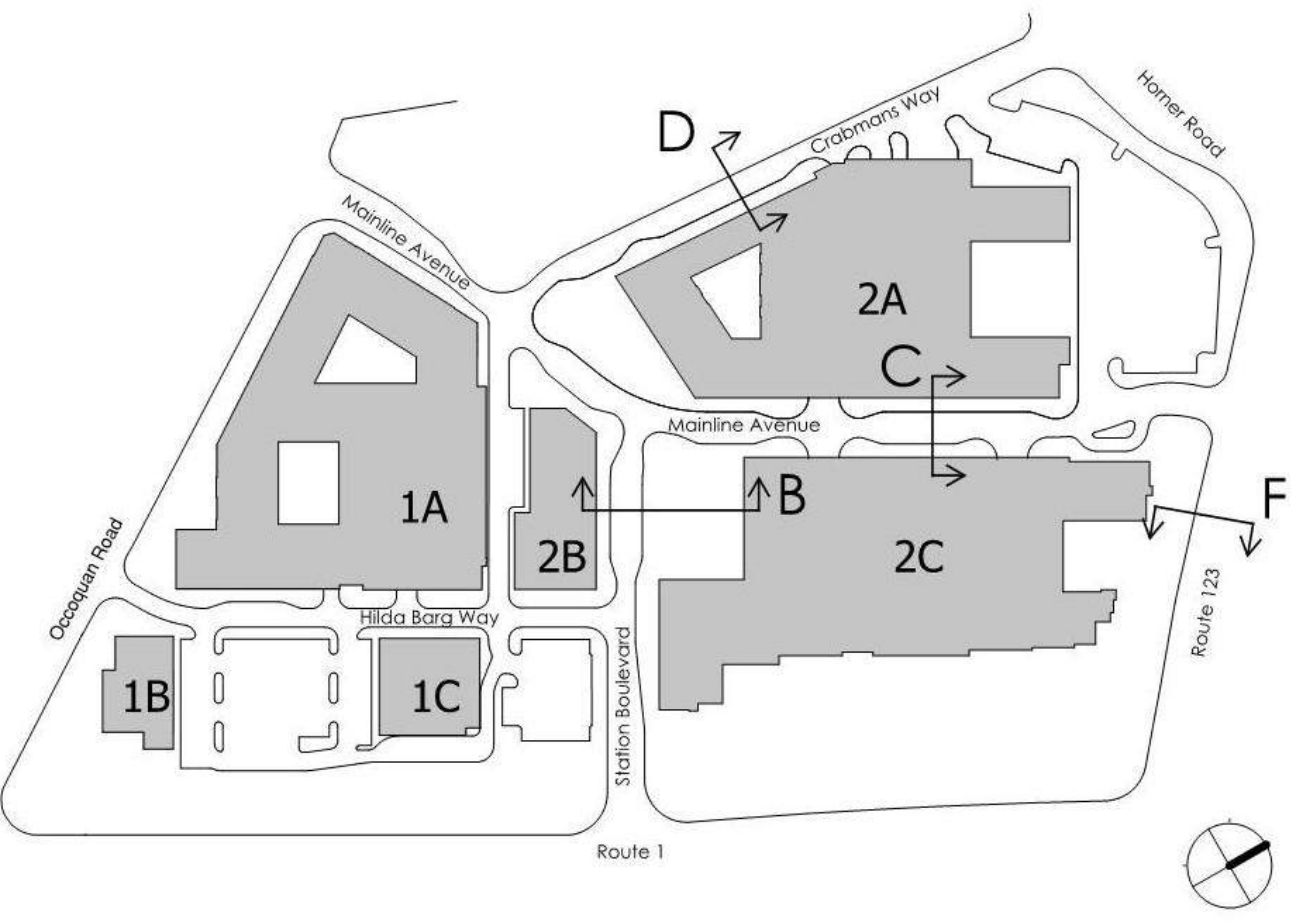 Horner Road
Crabmans Way
D
Mainline Avenue
2A
C
Mainline Avenue
1A
B
F
2B
2C
Occoquan Road
Hilda Barg Way
Route 123
1B
1C
Station Boulevard
Route 1